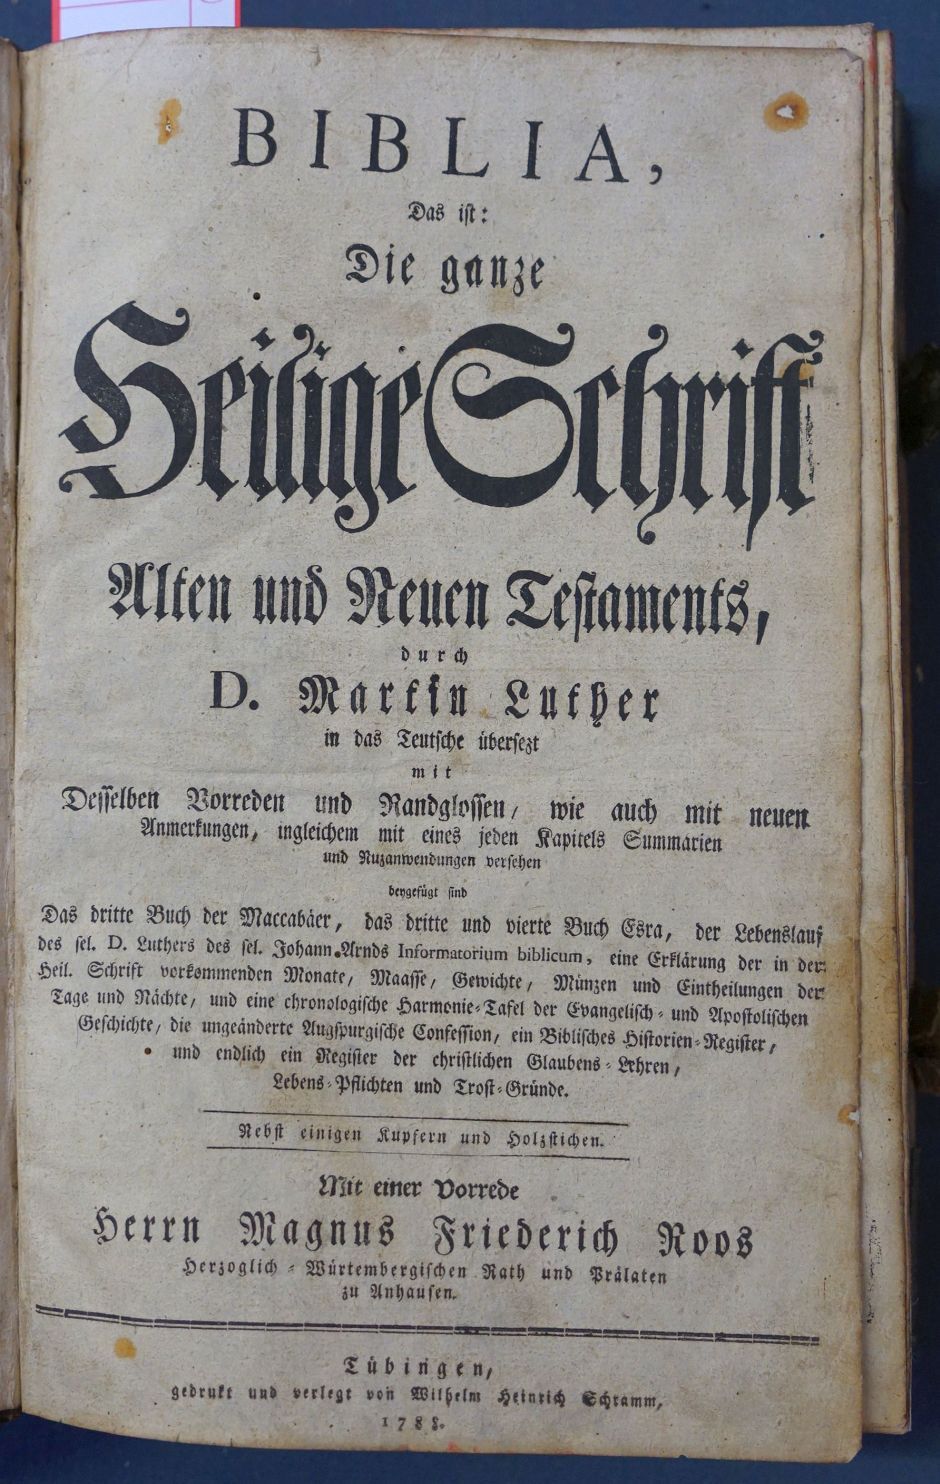 BIBLIA,
Das ist:
Die ganze
Heilige Schrift
Alten und Neuen Testaments,
durch
D. Martin Luther
in das Teutsche übersezt
mit
Desselben Vorreden und Randglossen, wie auch mit neuen
Anmerkungen, ingleichem mit eines jeden Kapitels Summarien
und Nuzanwendungen versehen
beygefügt sind
Das dritte Buch der Maccabäer, das dritte und vierte Buch Esra, der Lebenslauf
des sel. D. Luthers des sel. Johann Arnds Informatorium biblicum, eine Erklärung der in der
Heil. Schrift vorkommenden Monate, Maasse, Gewichte, Münzen und Eintheilungen der
Tage und Nächte, und eine chronologische Harmonie-Tafel der Evangelisch- und Apostolischen
Geschichte, die ungeänderte Augspurgische Confession, ein Biblisches Historien-Register,
und endlich ein Register der christlichen Glaubens-Lehren,
Lebens-Pflichten und Trost-Gründe.
Nebst einigen Kupfern und Holzstichen.
Mit einer Vorrede
Herrn Magnus Friederich Roos
Herzoglich-Würtembergischen Rath und Prälaten
zu Anhausen.
Tübingen,
gedrukt und verlegt von Wilhelm Heinrich Schramm,
1788.